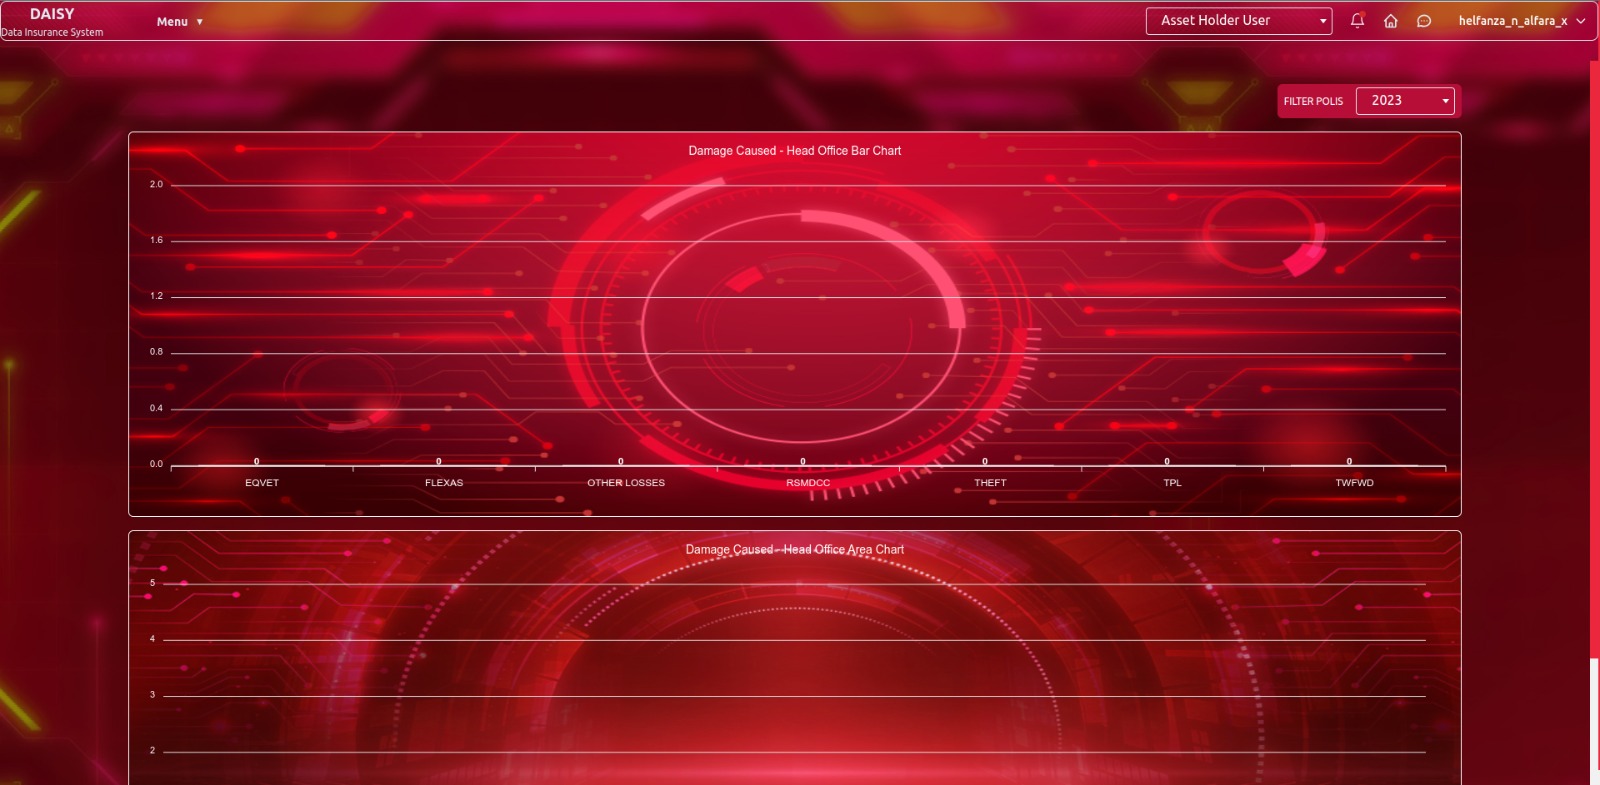 DAISY
Data Insurance System
Menu ▼
Asset Holder User
helfanza_n_alfara_x
FILTER POLIS
2023
Damage Caused - Head Office Bar Chart
2.0
1.6
1.2
0.8
0.4
0.0
0 0 0 0 0 0 0
EQVET FLEXAS OTHER LOSSES RSMDCC THEFT TPL TWFWD
Damage Caused - Head Office Area Chart
5
4
3
2